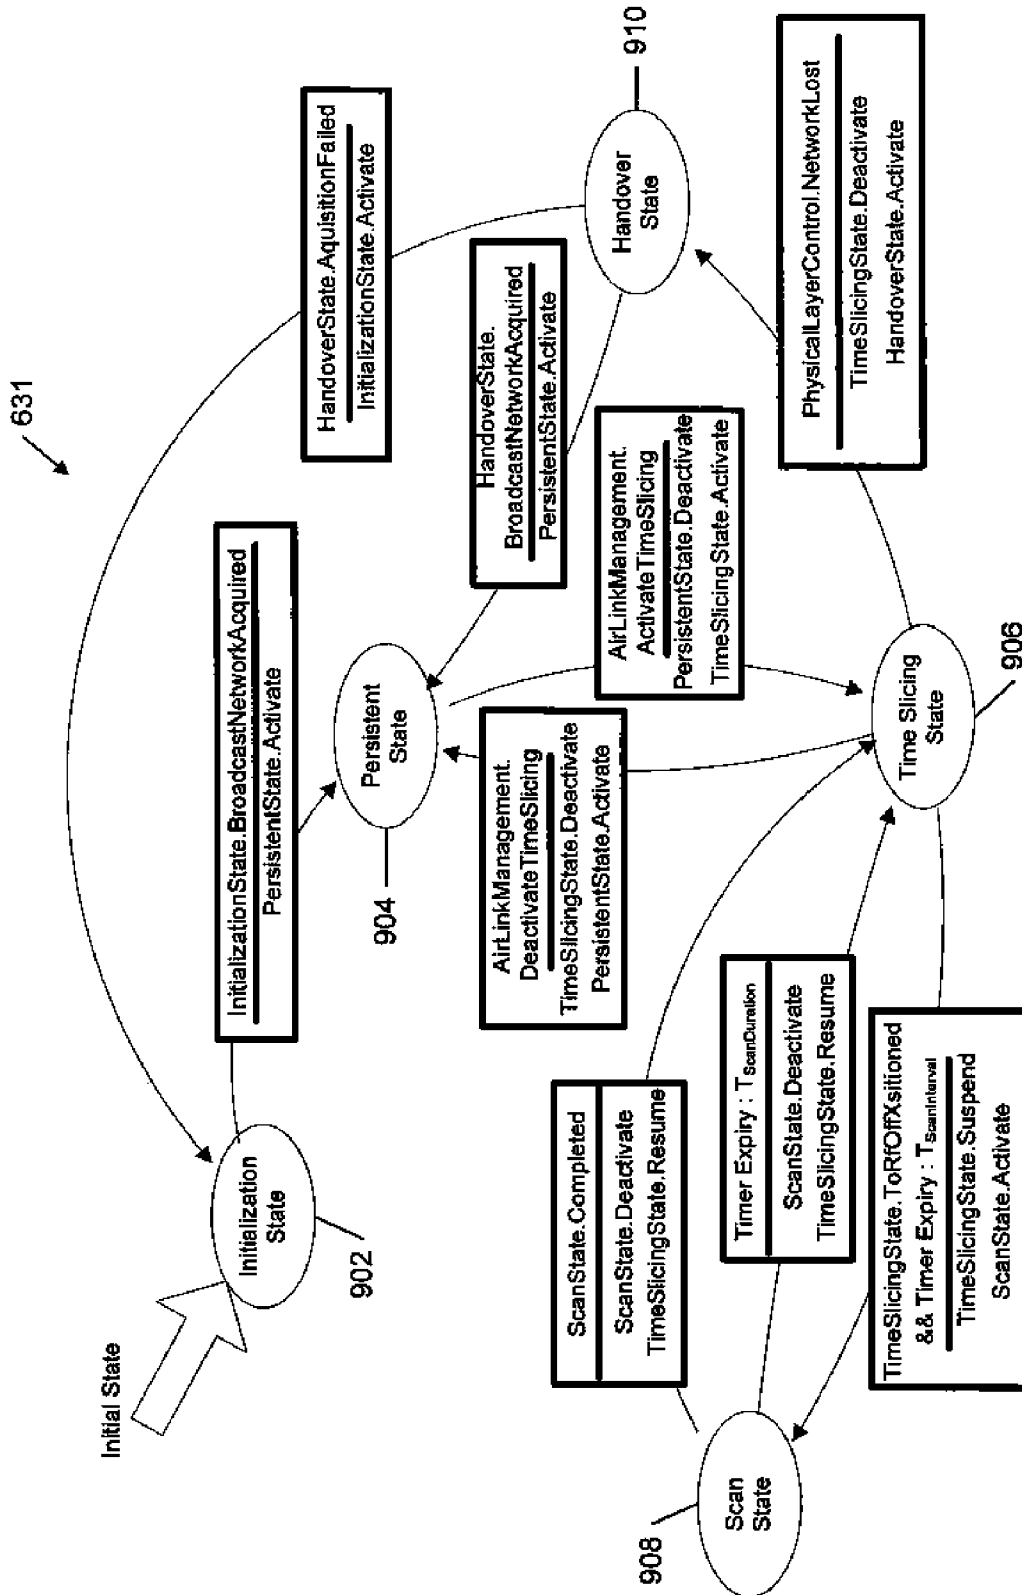 631
Initial State
Initialization
State
902
InitializationState.BroadcastNetworkAcquired
PersistentState.Activate
HandoverState.AquisitionFailed
InitializationState.Activate
Persistent
State
904
HandoverState.
BroadcastNetworkAcquired
PersistentState.Activate
Handover
State
910
AirLinkManagement.
DeactivateTimeSlicing
TimeSlicingState.Deactivate
PersistentState.Activate
AirLinkManagement.
ActivateTimeSlicing
PersistentState.Deactivate
TimeSlicingState.Activate
ScanState.Completed
ScanState.Deactivate
TimeSlicingState.Resume
Timer Expiry : TScanDuration
ScanState.Deactivate
TimeSlicingState.Resume
PhysicalLayerControl.NetworkLost
TimeSlicingState.Deactivate
HandoverState.Activate
908
Scan
State
TimeSlicingState.ToRfOffXsitioned
&& Timer Expiry : TScanInterval
TimeSlicingState.Suspend
ScanState.Activate
Time Slicing
State
906